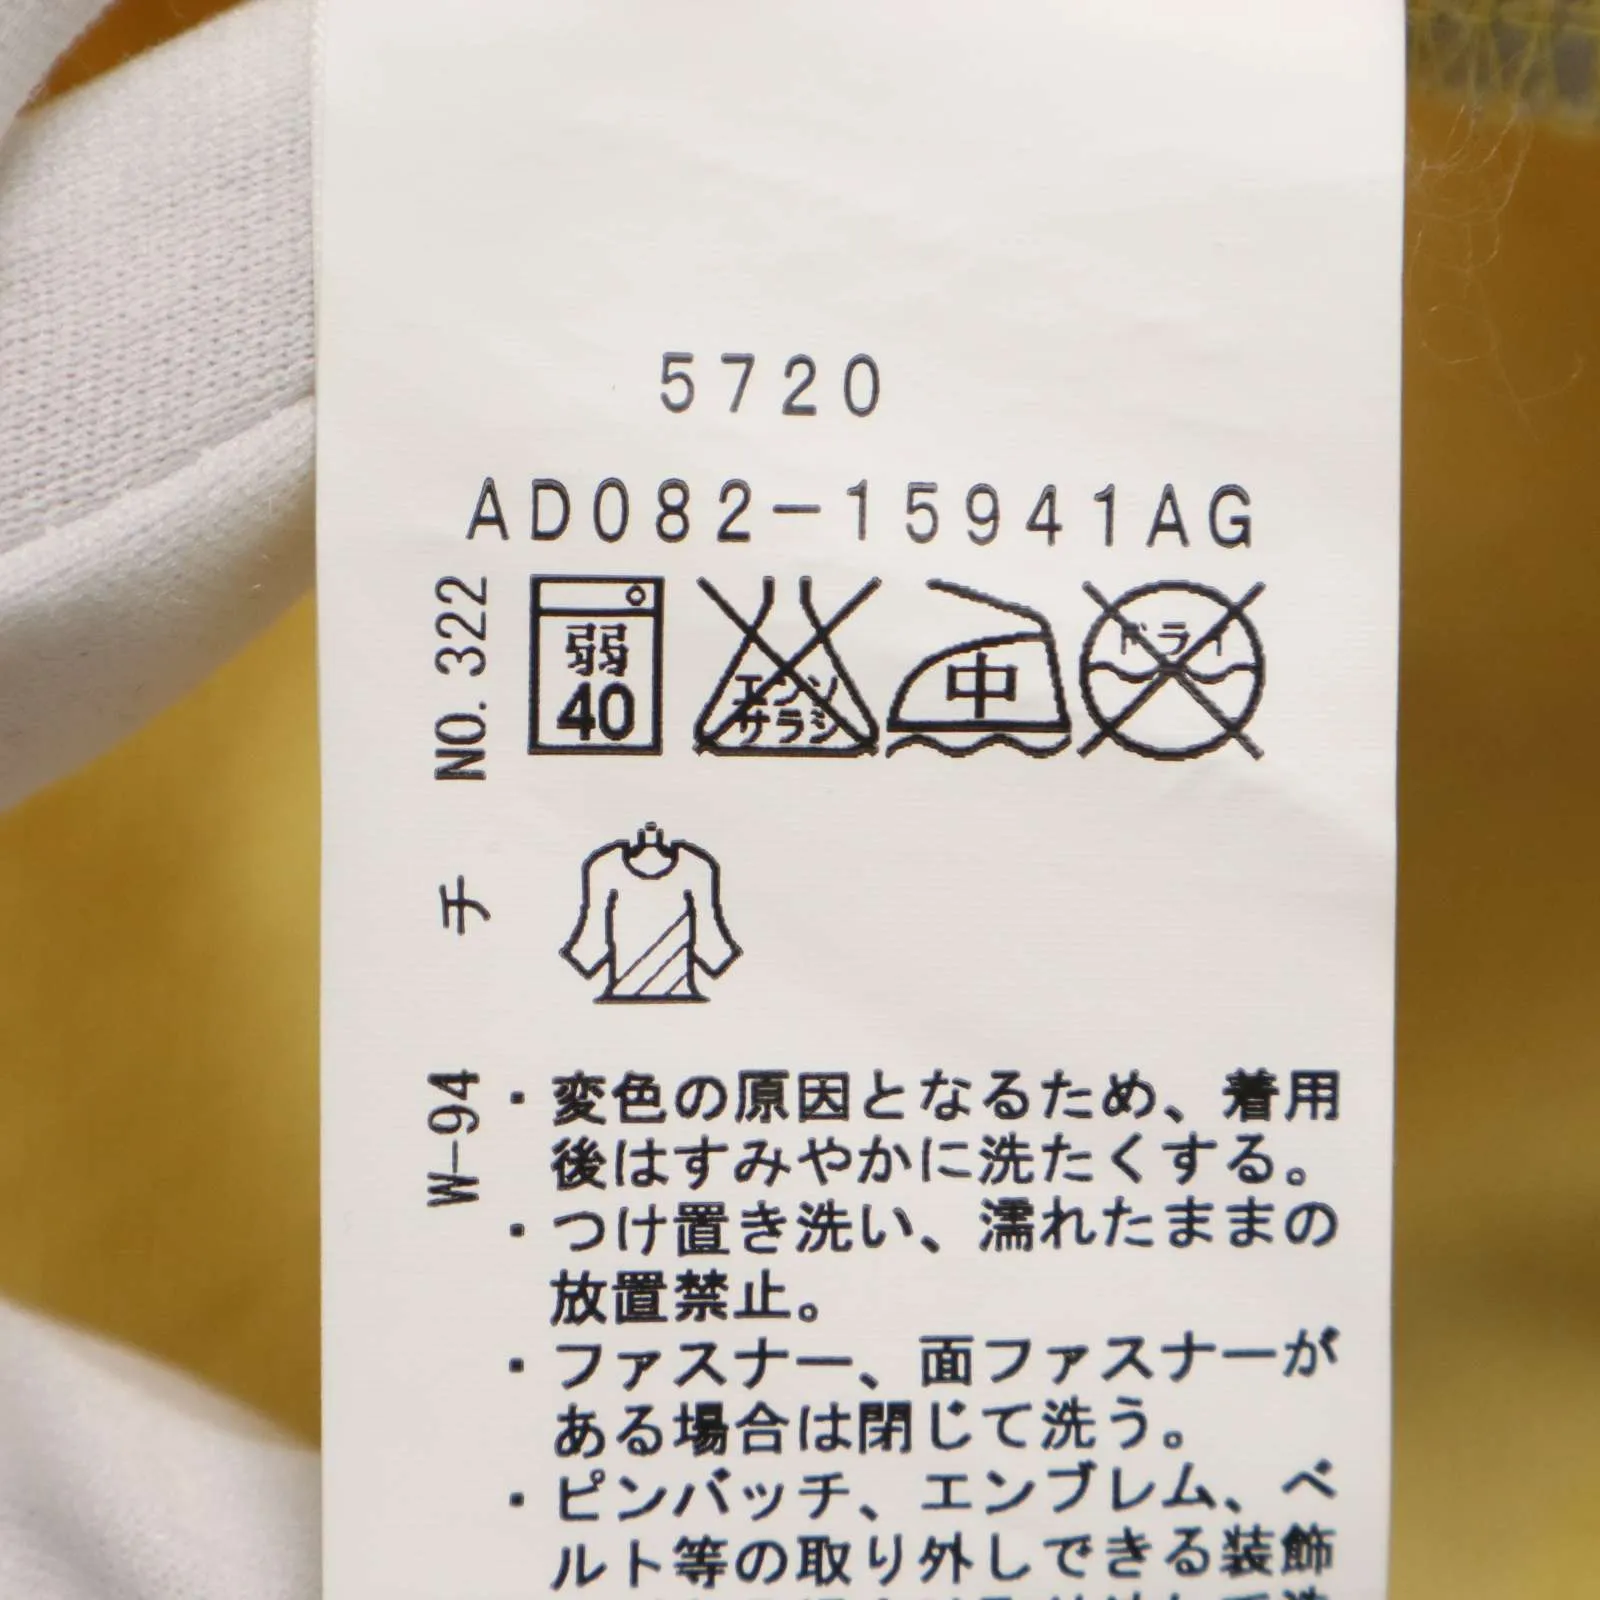 5720
AD082-15941AG
NO. 322
弱
40
エンソ
サラシ
中
ドライ
チ
W-94
・変色の原因となるため、着用
後はすみやかに洗たくする。
・つけ置き洗い、濡れたままの
放置禁止。
・ファスナー、面ファスナーが
ある場合は閉じて洗う。
・ピンバッチ、エンブレム、ベ
ルト等の取り外しできる装飾